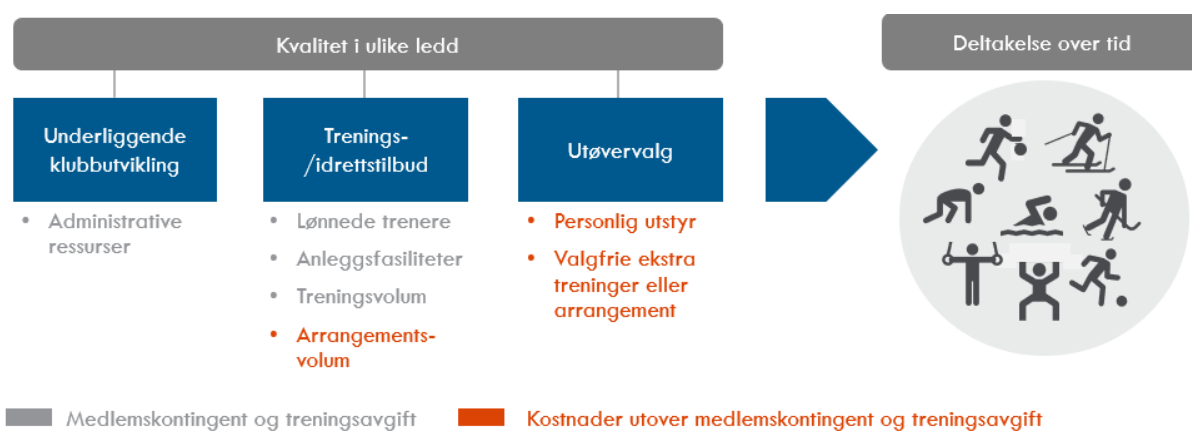 Kvalitet i ulike ledd
Deltakelse over tid
Underliggende
klubbutvikling
• Administrative
ressurser
Trenings-
/idrettstilbud
• Lønnede trenere
• Anleggsfasiliteter
• Treningsvolum
• Arrangements-
volum
Utøvervalg
• Personlig utstyr
• Valgfrie ekstra
treninger eller
arrangement
Medlemskontingent og treningsavgift
Kostnader utover medlemskontingent og treningsavgift